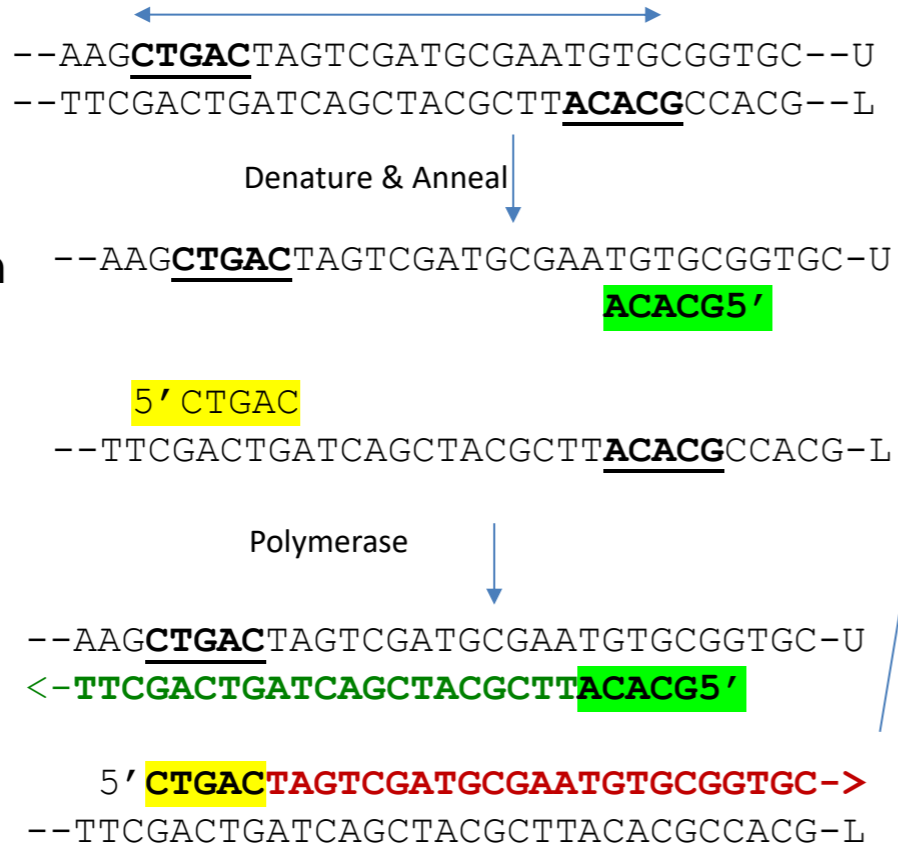 --AAGCTGACTAGTCGATGCGAATGTGCGGTGC--U
--TTCGACTGATCAGCTACGCTTACACGCCACG--L
Denature & Anneal
--AAGCTGACTAGTCGATGCGAATGTGCGGTGC-U
ACACG5’
5’CTGAC
--TTCGACTGATCAGCTACGCTTACACGCCACG-L
Polymerase
--AAGCTGACTAGTCGATGCGAATGTGCGGTGC-U
<-TTCGACTGATCAGCTACGCTTACACG5’
5’CTGACTAGTCGATGCGAATGTGCGGTGC->
--TTCGACTGATCAGCTACGCTTACACGCCACG-L